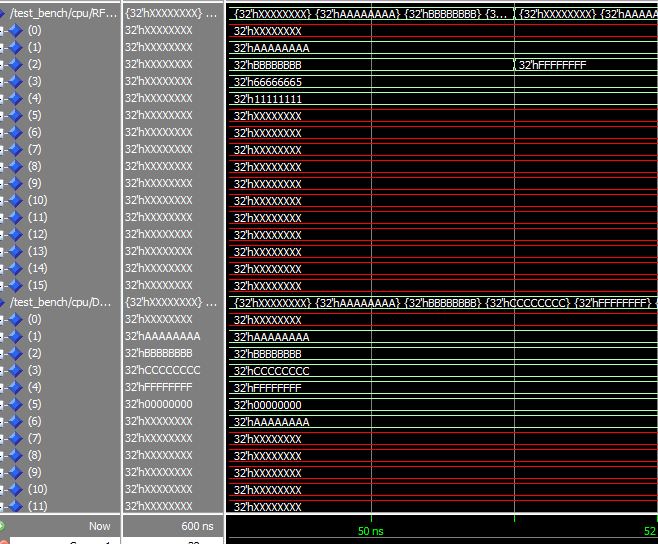 /test_bench/cpu/RF... {32'hXXXXXXXX} ... {32'hXXXXXXXX} {32'hAAAAAAAA} {32'hBBBBBBBB} {3... {32'hXXXXXXXX} {32'hAAAAA
(0) 32'hXXXXXXXX 32'hXXXXXXXX
(1) 32'hXXXXXXXX 32'hAAAAAAAA
(2) 32'hXXXXXXXX 32'hBBBBBBBB 32'hFFFFFFFF
(3) 32'hXXXXXXXX 32'h66666665
(4) 32'hXXXXXXXX 32'h11111111
(5) 32'hXXXXXXXX 32'hXXXXXXXX
(6) 32'hXXXXXXXX 32'hXXXXXXXX
(7) 32'hXXXXXXXX 32'hXXXXXXXX
(8) 32'hXXXXXXXX 32'hXXXXXXXX
(9) 32'hXXXXXXXX 32'hXXXXXXXX
(10) 32'hXXXXXXXX 32'hXXXXXXXX
(11) 32'hXXXXXXXX 32'hXXXXXXXX
(12) 32'hXXXXXXXX 32'hXXXXXXXX
(13) 32'hXXXXXXXX 32'hXXXXXXXX
(14) 32'hXXXXXXXX 32'hXXXXXXXX
(15) 32'hXXXXXXXX 32'hXXXXXXXX
/test_bench/cpu/D... {32'hXXXXXXXX} ... {32'hXXXXXXXX} {32'hAAAAAAAA} {32'hBBBBBBBB} {32'hCCCCCCCC} {32'hFFFFFFFF} {
(0) 32'hXXXXXXXX 32'hXXXXXXXX
(1) 32'hAAAAAAAA 32'hAAAAAAAA
(2) 32'hBBBBBBBB 32'hBBBBBBBB
(3) 32'hCCCCCCCC 32'hCCCCCCCC
(4) 32'hFFFFFFFF 32'hFFFFFFFF
(5) 32'h00000000 32'h00000000
(6) 32'hXXXXXXXX 32'hAAAAAAAA
(7) 32'hXXXXXXXX 32'hXXXXXXXX
(8) 32'hXXXXXXXX 32'hXXXXXXXX
(9) 32'hXXXXXXXX 32'hXXXXXXXX
(10) 32'hXXXXXXXX 32'hXXXXXXXX
(11) 32'hXXXXXXXX 32'hXXXXXXXX
Now 600 ns 50 ns 52